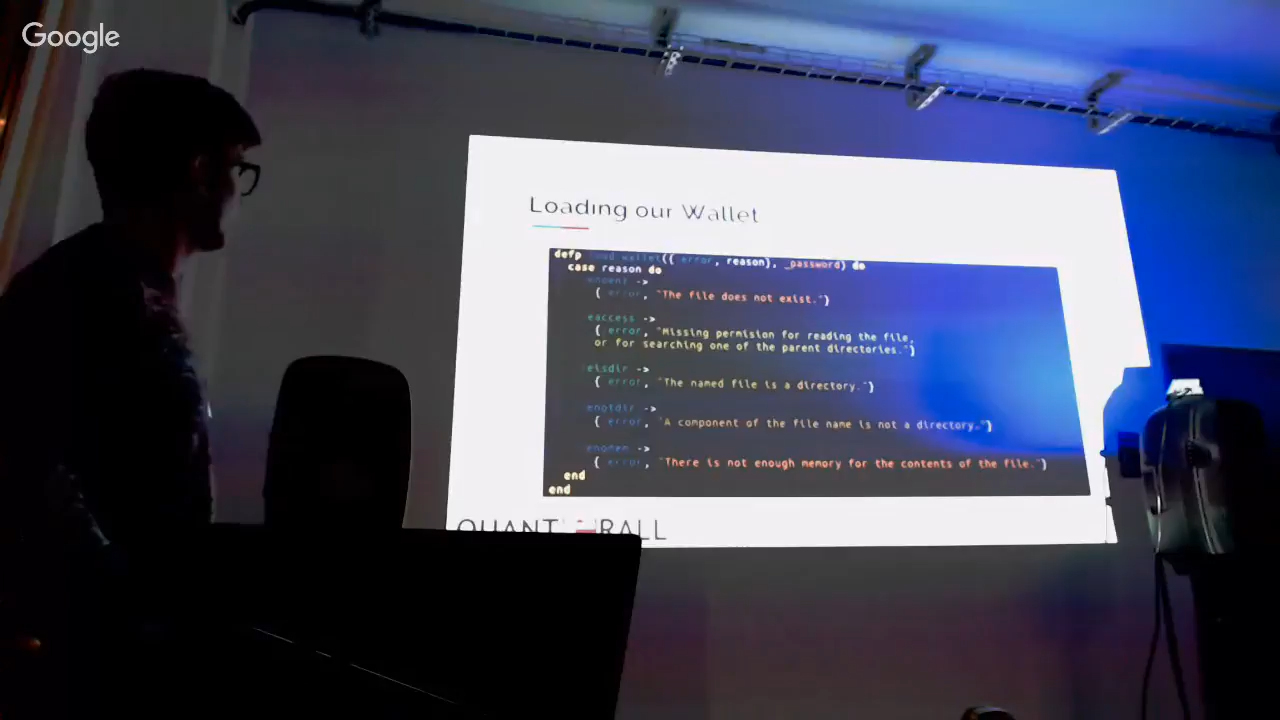 Google
Loading our Wallet
defp load_wallet({:error, reason}, _password) do
case reason do
:enoent ->
{:error, "The file does not exist."}
:eaccess ->
{:error, "Missing permision for reading the file,
or for searching one of the parent directories."}
:eisdir ->
{:error, "The named file is a directory."}
:enotdir ->
{:error, "A component of the file name is not a directory."}
:enomem ->
{:error, "There is not enough memory for the contents of the file."}
end
end